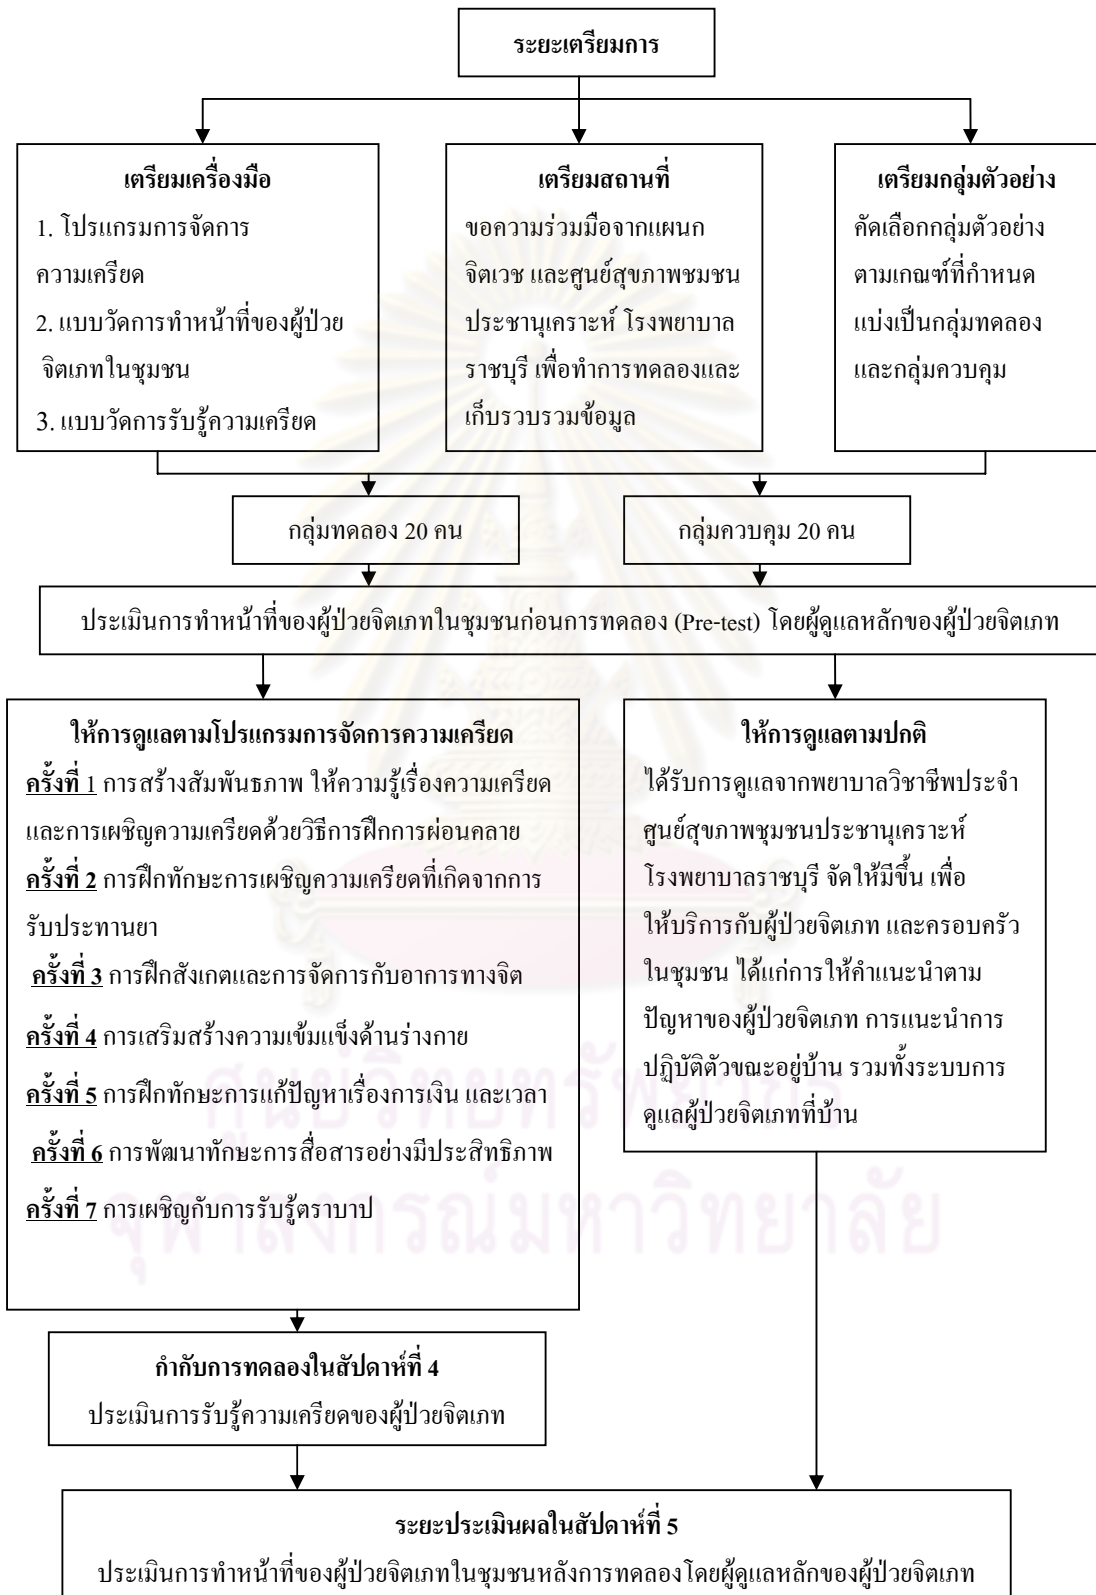 ระยะเตรียมการ
เตรียมเครื่องมือ
1. โปรแกรมการจัดการ
ความเครียด
2. แบบวัดการทำหน้าที่ของผู้ป่วย
จิตเภทในชุมชน
3. แบบวัดการรับรู้ความเครียด
เตรียมสถานที่
ขอความร่วมมือจากแผนก
จิตเวช และศูนย์สุขภาพชุมชน
ประชานุเคราะห์ โรงพยาบาล
ราชบุรี เพื่อทำการทดลองและ
เก็บรวบรวมข้อมูล
เตรียมกลุ่มตัวอย่าง
คัดเลือกกลุ่มตัวอย่าง
ตามเกณฑ์ที่กำหนด
แบ่งเป็นกลุ่มทดลอง
และกลุ่มควบคุม
กลุ่มทดลอง 20 คน
กลุ่มควบคุม 20 คน
ประเมินการทำหน้าที่ของผู้ป่วยจิตเภทในชุมชนก่อนการทดลอง (Pre-test) โดยผู้ดูแลหลักของผู้ป่วยจิตเภท
ให้การดูแลตามโปรแกรมการจัดการความเครียด
ครั้งที่ 1 การสร้างสัมพันธภาพ ให้ความรู้เรื่องความเครียด
และการเผชิญความเครียดด้วยวิธีการฝึกการผ่อนคลาย
ครั้งที่ 2 การฝึกทักษะการเผชิญความเครียดที่เกิดจากการ
รับประทานยา
ครั้งที่ 3 การฝึกสังเกตและการจัดการกับอาการทางจิต
ครั้งที่ 4 การเสริมสร้างความเข้มแข็งด้านร่างกาย
ครั้งที่ 5 การฝึกทักษะการแก้ปัญหาเรื่องการเงิน และเวลา
ครั้งที่ 6 การพัฒนาทักษะการสื่อสารอย่างมีประสิทธิภาพ
ครั้งที่ 7 การเผชิญกับการรับรู้ตราบาป
ให้การดูแลตามปกติ
ได้รับการดูแลจากพยาบาลวิชาชีพประจำ
ศูนย์สุขภาพชุมชนประชานุเคราะห์
โรงพยาบาลราชบุรี จัดให้มีขึ้น เพื่อ
ให้บริการกับผู้ป่วยจิตเภท และครอบครัว
ในชุมชน ได้แก่การให้คำแนะนำตาม
ปัญหาของผู้ป่วยจิตเภท การแนะนำการ
ปฏิบัติตัวขณะอยู่บ้าน รวมทั้งระบบการ
ดูแลผู้ป่วยจิตเภทที่บ้าน
ศูนย์วิทยทรัพยากร
จุฬาลงกรณ์มหาวิทยาลัย
กำกับการทดลองในสัปดาห์ที่ 4
ประเมินการรับรู้ความเครียดของผู้ป่วยจิตเภท
ระยะประเมินผลในสัปดาห์ที่ 5
ประเมินการทำหน้าที่ของผู้ป่วยจิตเภทในชุมชนหลังการทดลองโดยผู้ดูแลหลักของผู้ป่วยจิตเภท